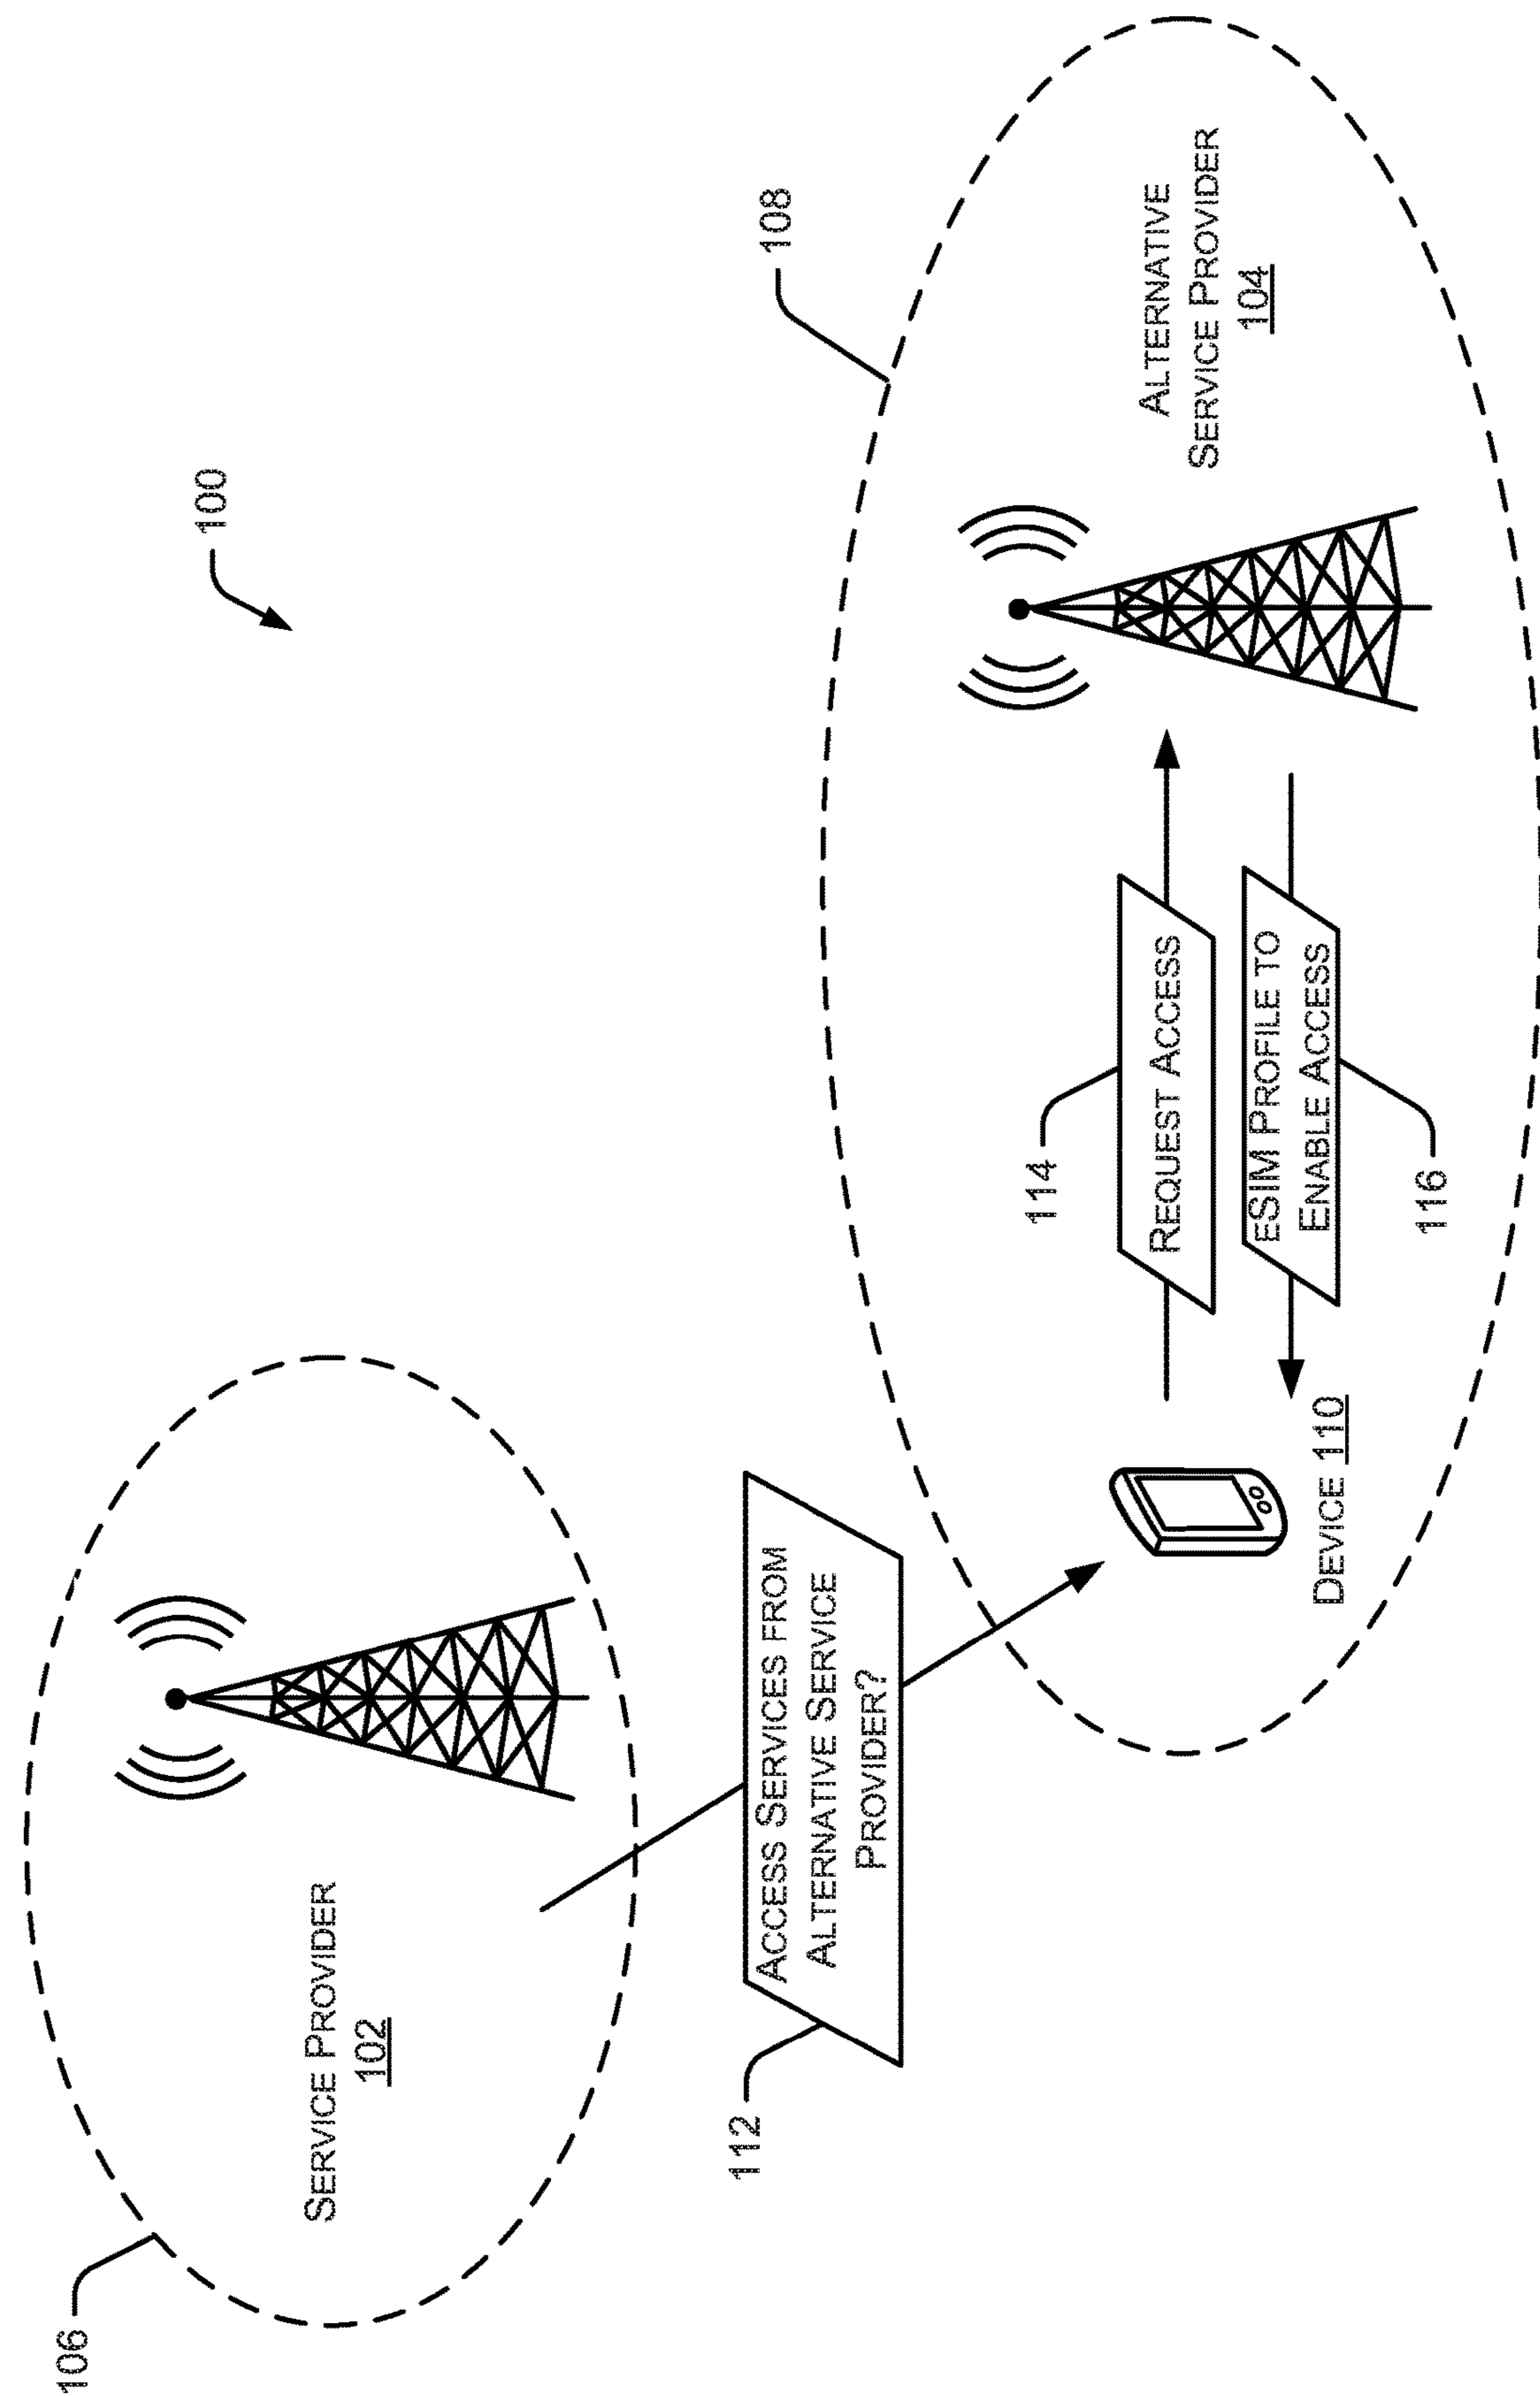 100
106
SERVICE PROVIDER
102
112
ACCESS SERVICES FROM
ALTERNATIVE SERVICE
PROVIDER?
108
ALTERNATIVE
SERVICE PROVIDER
104
114
REQUEST ACCESS
ESIM PROFILE TO
ENABLE ACCESS
116
DEVICE 110